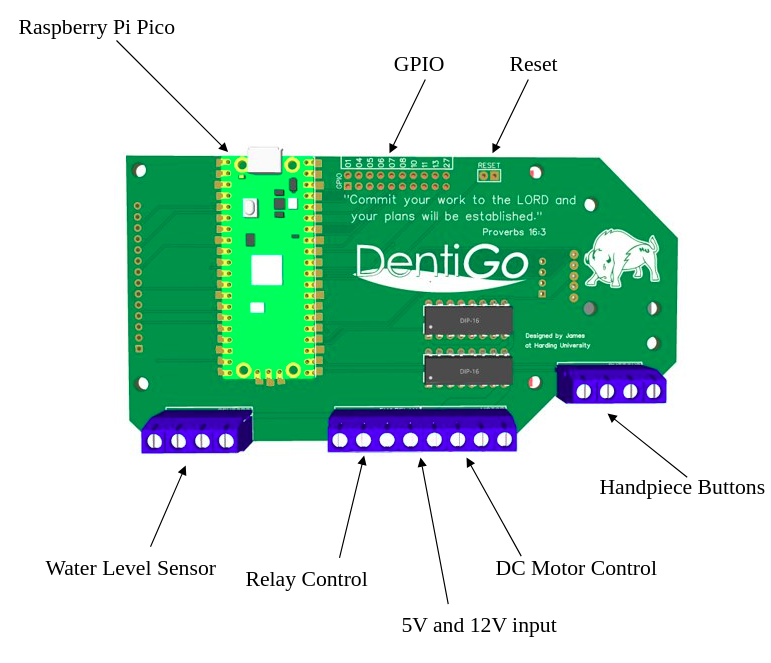 Raspberry Pi Pico
GPIO
Reset
01 04 05 06 07 08 10 11 13 27
GPIO
RESET
"Commit your work to the LORD and
your plans will be established."
Proverbs 16:3
DentiGo
DIP-16
Designed by James
at Harding University
DIP-16
Handpiece Buttons
Water Level Sensor
Relay Control
DC Motor Control
5V and 12V input